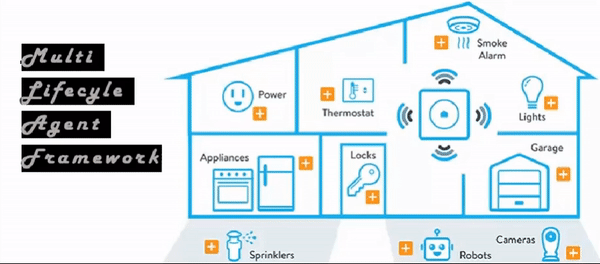 Multi
Lifecyle
Agent
Framework
Smoke
Alarm
Power
Thermostat
Lights
Appliances
Locks
Garage
Sprinklers
Robots
Cameras